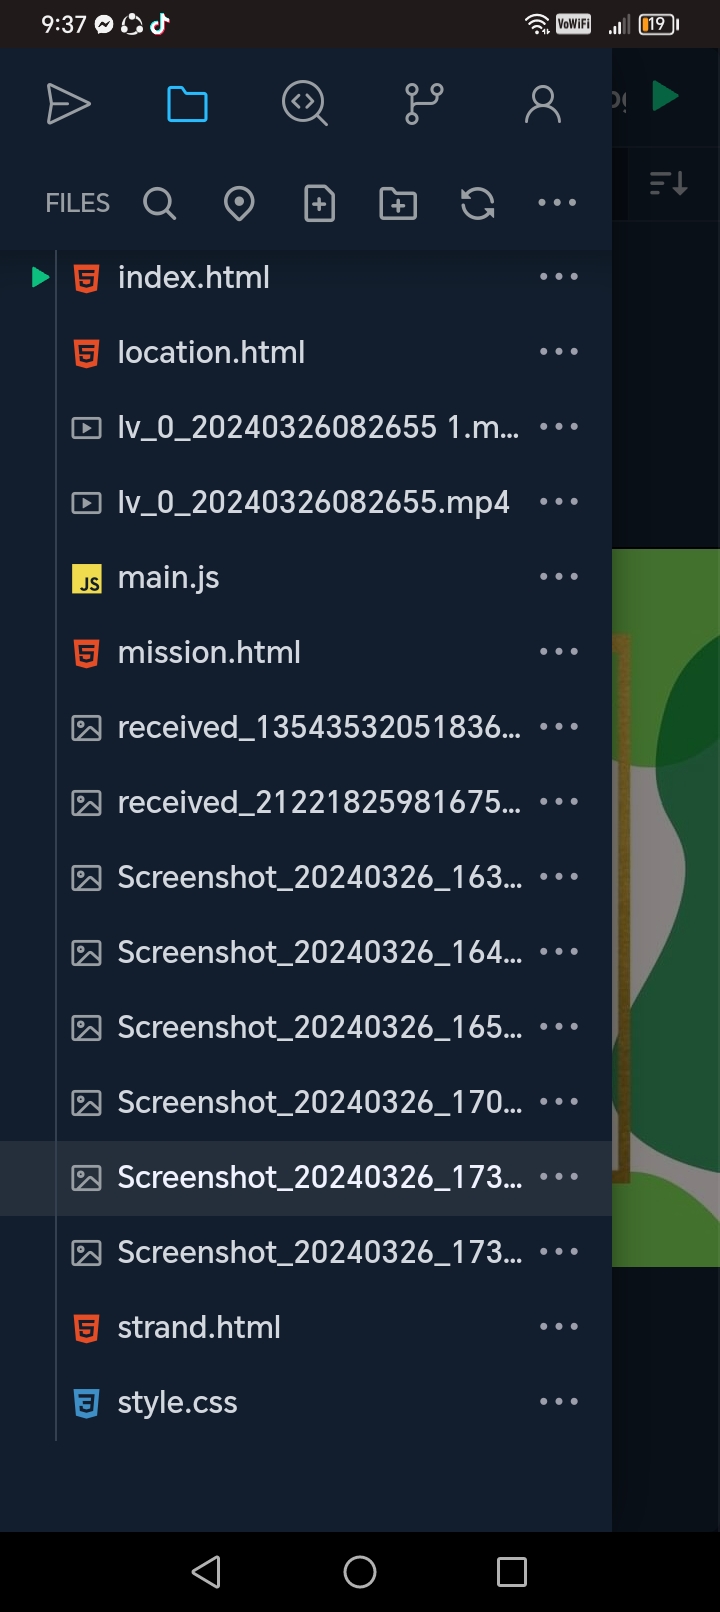 9:37
VoWiFi
19
FILES
index.html
location.html
lv_0_20240326082655 1.m...
lv_0_20240326082655.mp4
JS main.js
mission.html
received_13543532051836...
received_21221825981675...
Screenshot_20240326_163...
Screenshot_20240326_164...
Screenshot_20240326_165...
Screenshot_20240326_170...
Screenshot_20240326_173...
Screenshot_20240326_173...
strand.html
style.css